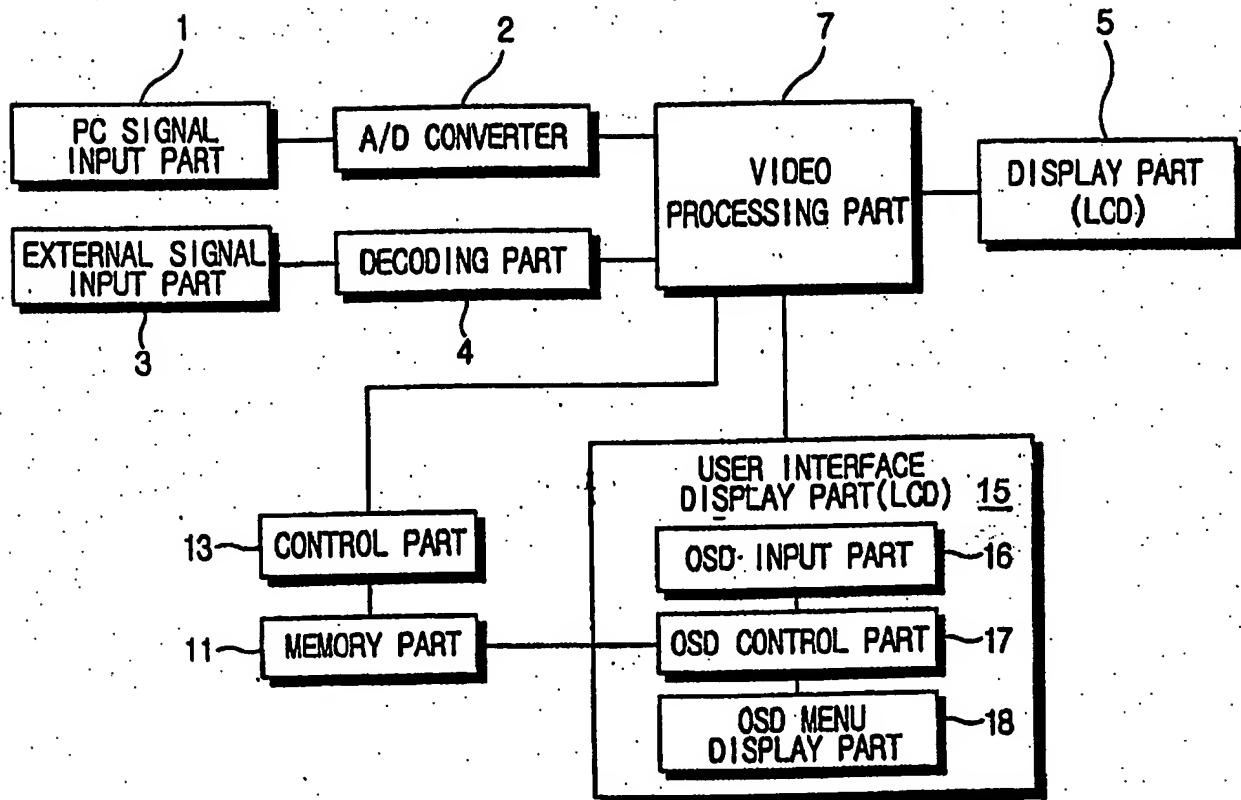 1
2
7
5
PC SIGNAL
INPUT PART
A/D CONVERTER
VIDEO
PROCESSING PART
DISPLAY PART
(LCD)
EXTERNAL SIGNAL
INPUT PART
DECODING PART
3
4
USER INTERFACE
DISPLAY PART(LCD) 15
13
CONTROL PART
OSD INPUT PART
16
11
MEMORY PART
OSD CONTROL PART
17
OSD MENU
DISPLAY PART
18